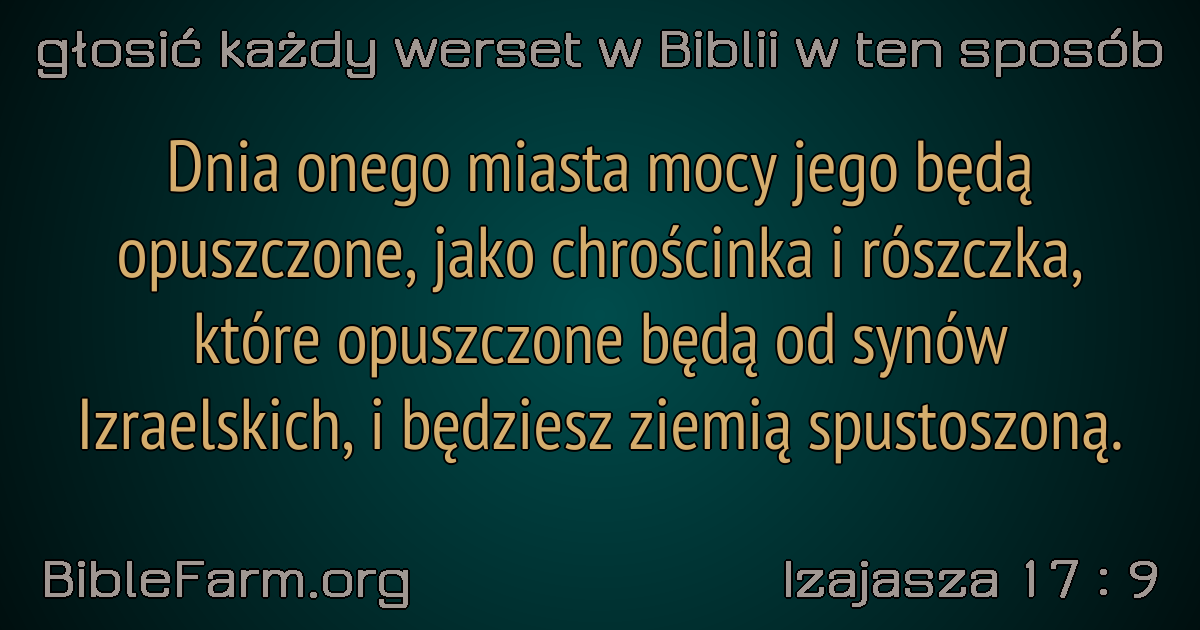 głosić każdy werset w Biblii w ten sposób
Dnia onego miasta mocy jego będą
opuszczone, jako chrościnka i rószczka,
które opuszczone będą od synów
Izraelskich, i będziesz ziemią spustoszoną.
BibleFarm.org
Izajasza 17 : 9